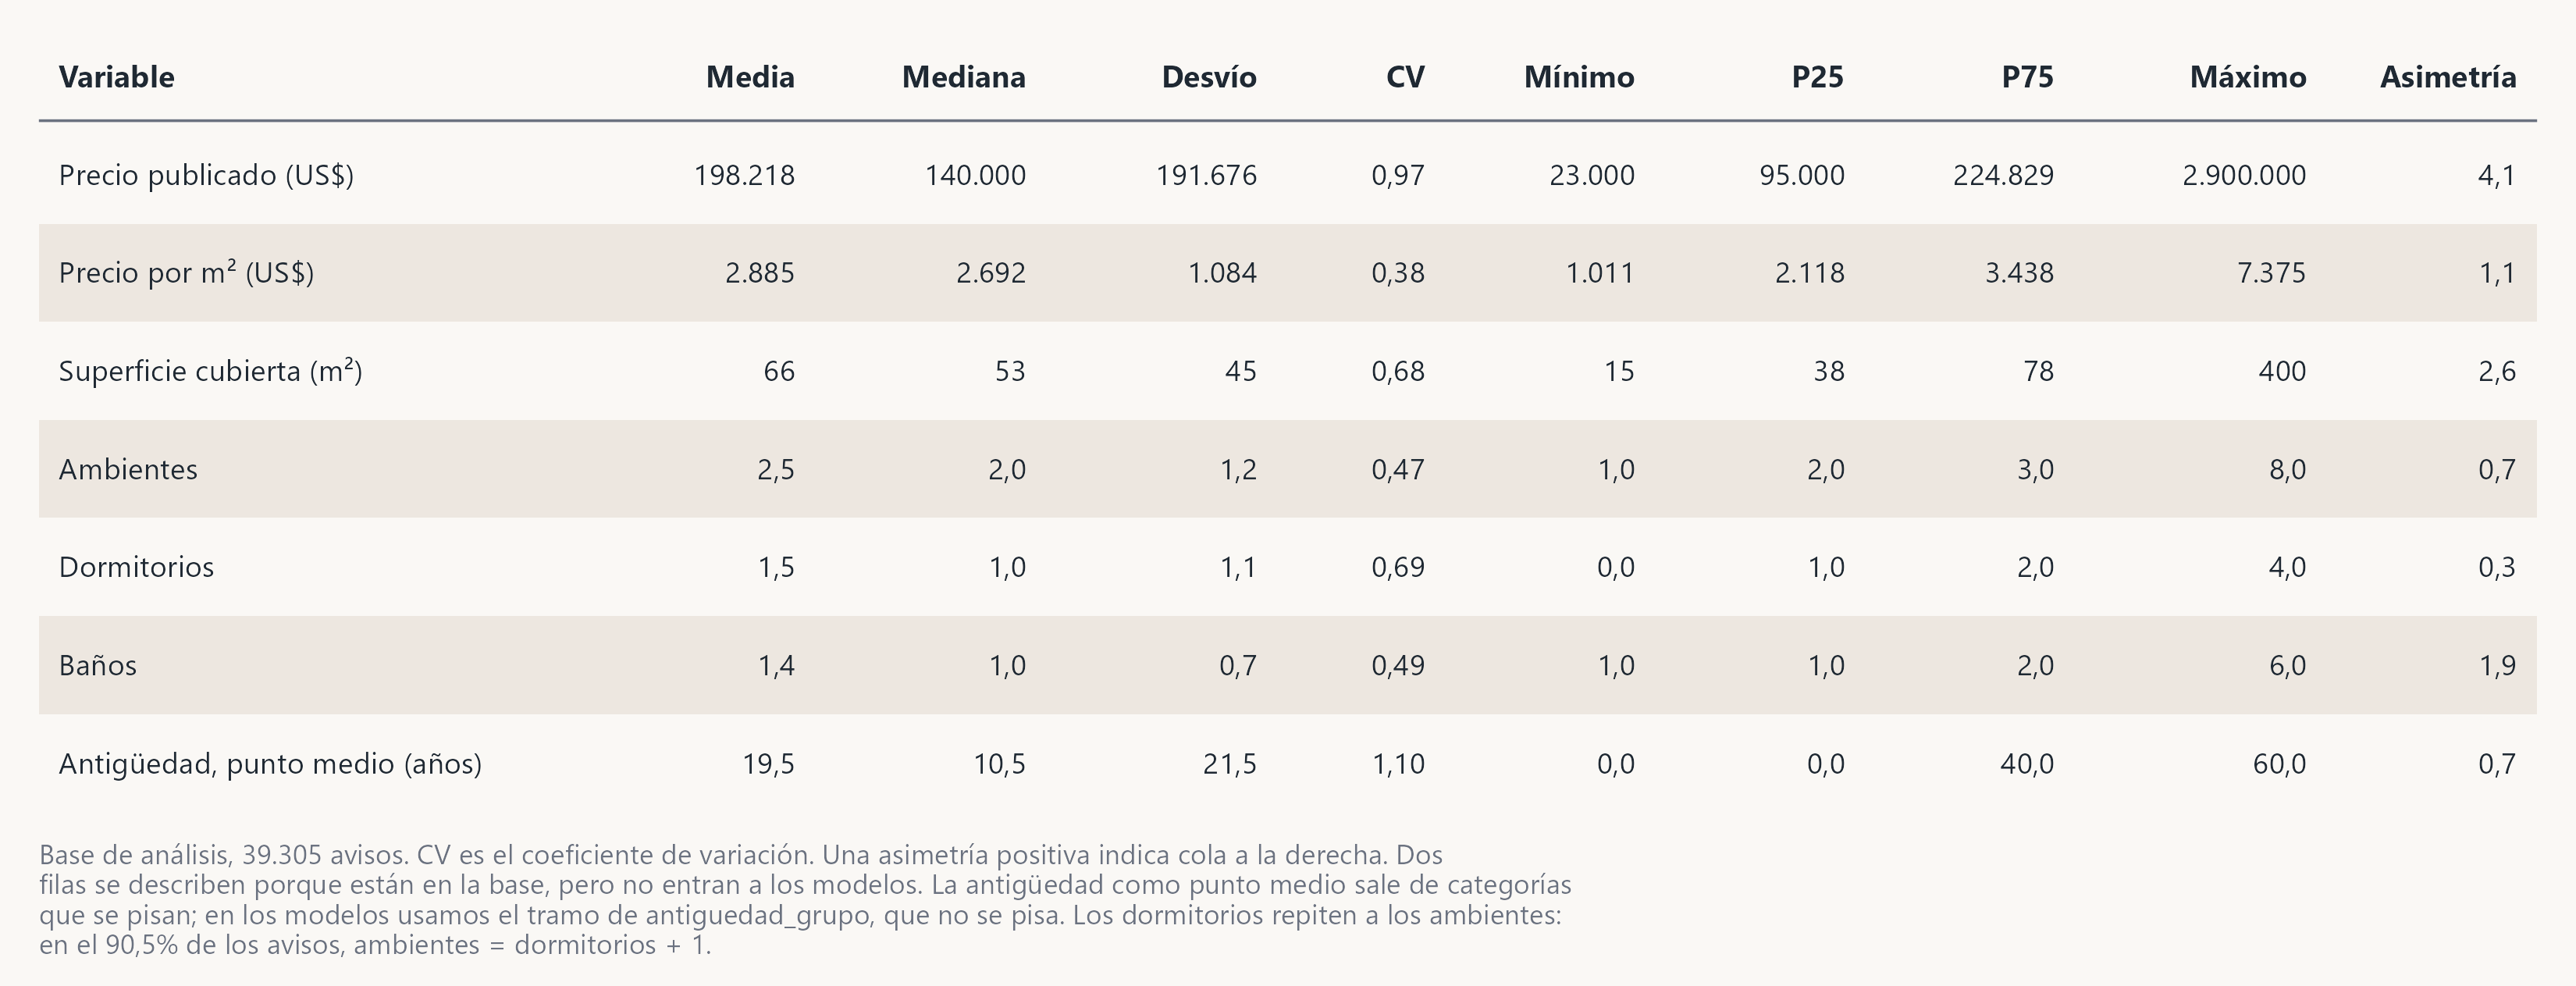 Variable Media Mediana Desvío CV Mínimo P25 P75 Máximo Asimetría
Precio publicado (US$) 198.218 140.000 191.676 0,97 23.000 95.000 224.829 2.900.000 4,1
Precio por m² (US$) 2.885 2.692 1.084 0,38 1.011 2.118 3.438 7.375 1,1
Superficie cubierta (m²) 66 53 45 0,68 15 38 78 400 2,6
Ambientes 2,5 2,0 1,2 0,47 1,0 2,0 3,0 8,0 0,7
Dormitorios 1,5 1,0 1,1 0,69 0,0 1,0 2,0 4,0 0,3
Baños 1,4 1,0 0,7 0,49 1,0 1,0 2,0 6,0 1,9
Antigüedad, punto medio (años) 19,5 10,5 21,5 1,10 0,0 0,0 40,0 60,0 0,7
Base de análisis, 39.305 avisos. CV es el coeficiente de variación. Una asimetría positiva indica cola a la derecha. Dos
filas se describen porque están en la base, pero no entran a los modelos. La antigüedad como punto medio sale de categorías
que se pisan; en los modelos usamos el tramo de antiguedad_grupo, que no se pisa. Los dormitorios repiten a los ambientes:
en el 90,5% de los avisos, ambientes = dormitorios + 1.